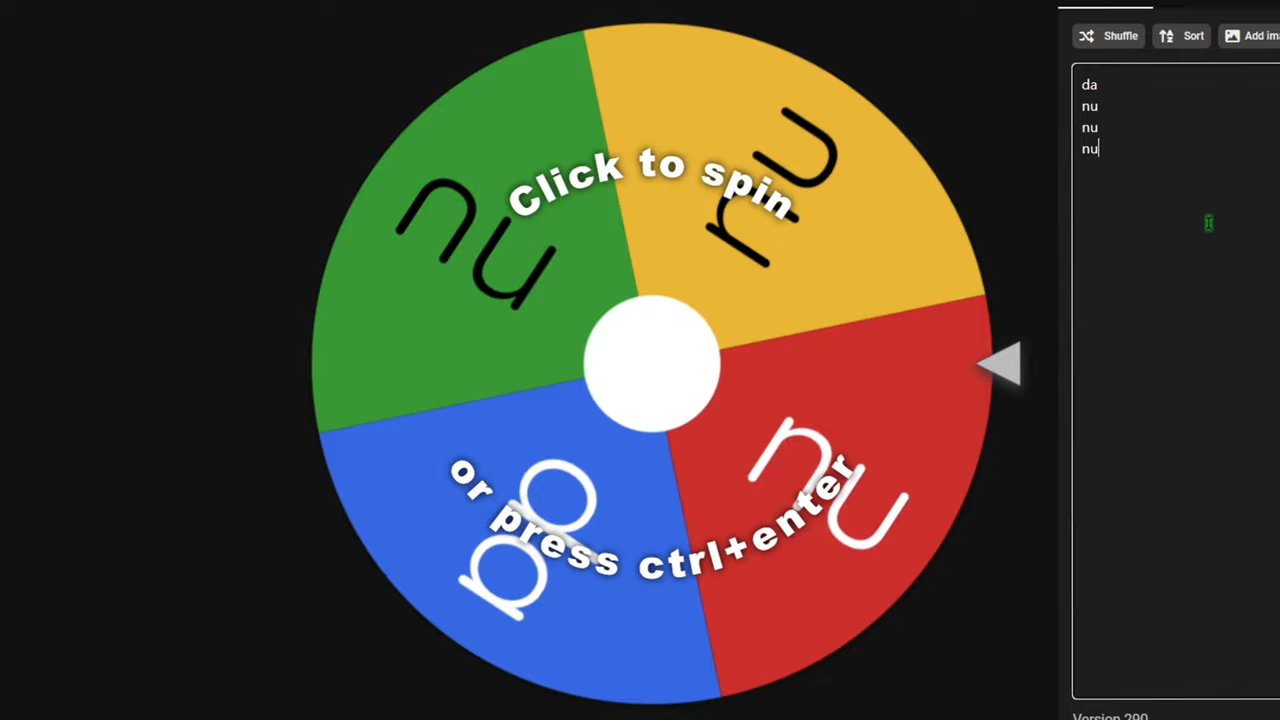 Shuffle
Sort
Add im
da
nu
nu
nu
nu
nu
Click to spin
da
nu
or press ctrl+enter
Version 290